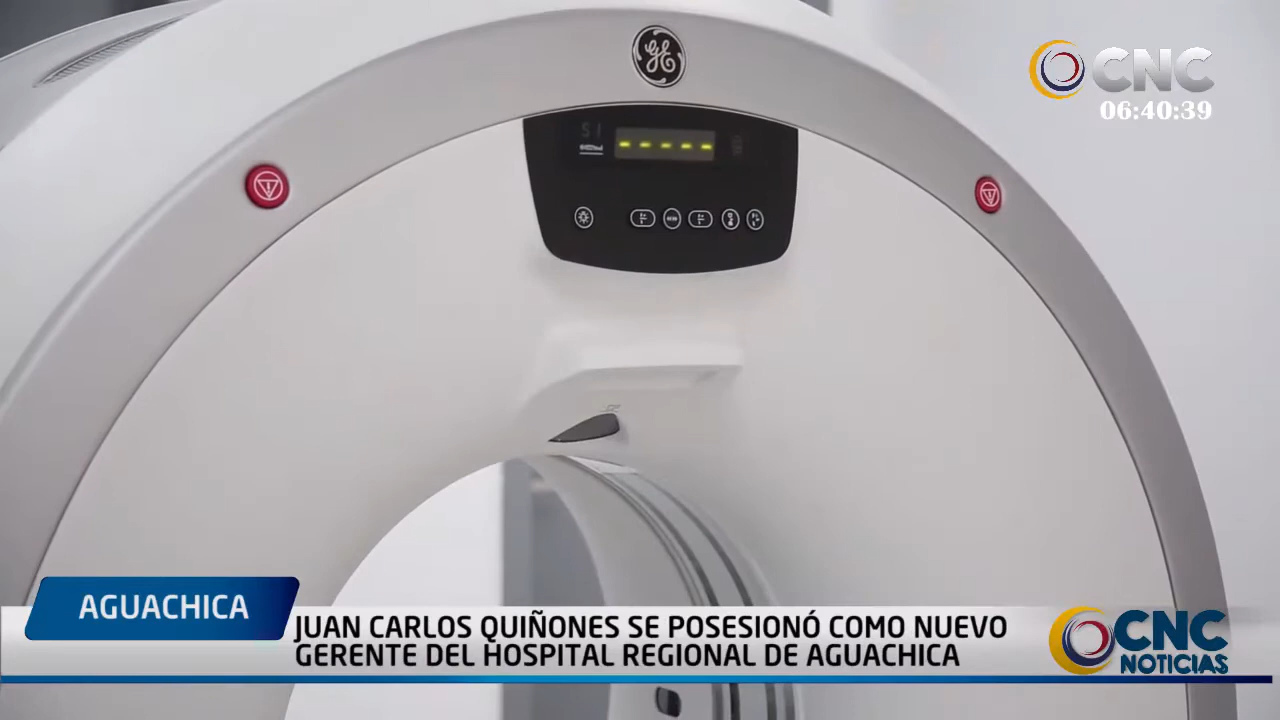 GE
CNC
06:40:39
AGUACHICA
JUAN CARLOS QUIÑONES SE POSESIONÓ COMO NUEVO
GERENTE DEL HOSPITAL REGIONAL DE AGUACHICA
CNC
NOTICIAS